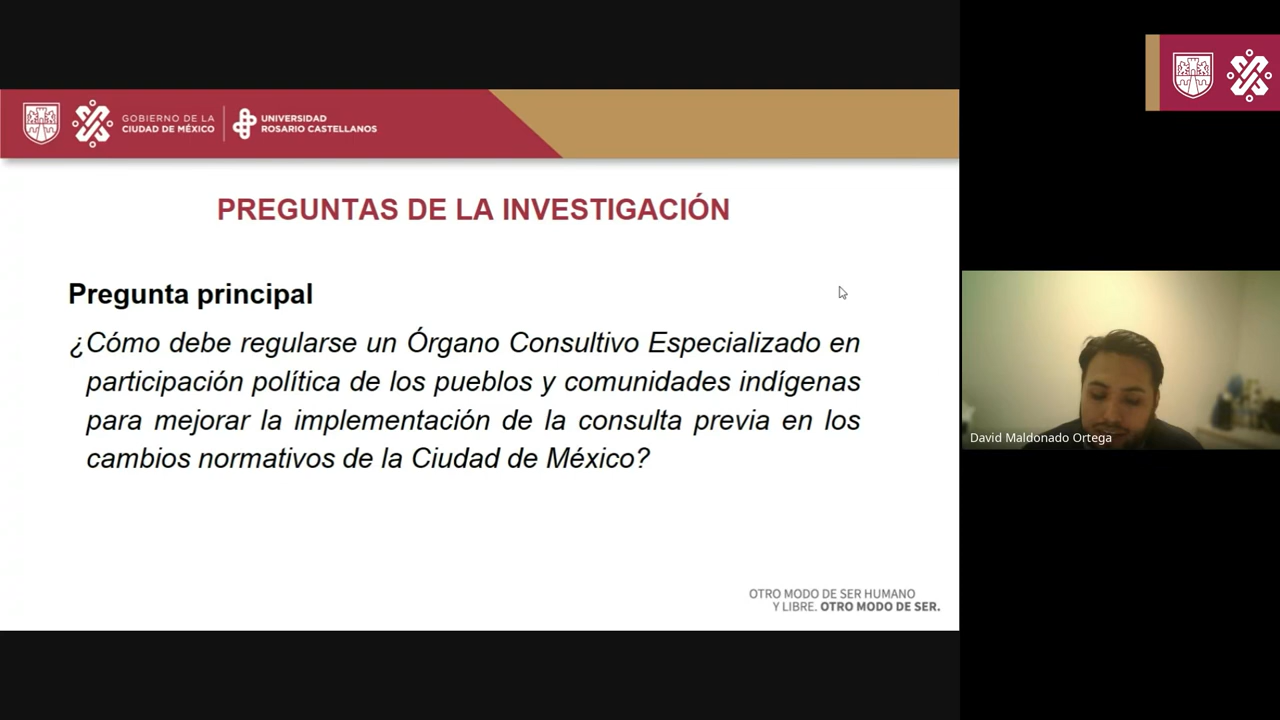 GOBIERNO DE LA
CIUDAD DE MÉXICO
UNIVERSIDAD
ROSARIO CASTELLANOS
PREGUNTAS DE LA INVESTIGACIÓN
Pregunta principal
¿Cómo debe regularse un Órgano Consultivo Especializado en
participación política de los pueblos y comunidades indígenas
para mejorar la implementación de la consulta previa en los
cambios normativos de la Ciudad de México?
OTRO MODO DE SER HUMANO
Y LIBRE. OTRO MODO DE SER.
David Maldonado Ortega